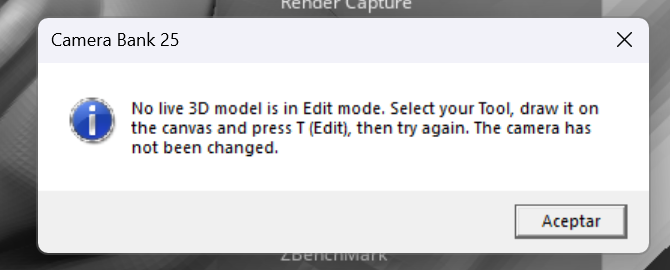 Render Capture
Camera Bank 25
No live 3D model is in Edit mode. Select your Tool, draw it on
the canvas and press T (Edit), then try again. The camera has
not been changed.
Aceptar
ZBenchMark